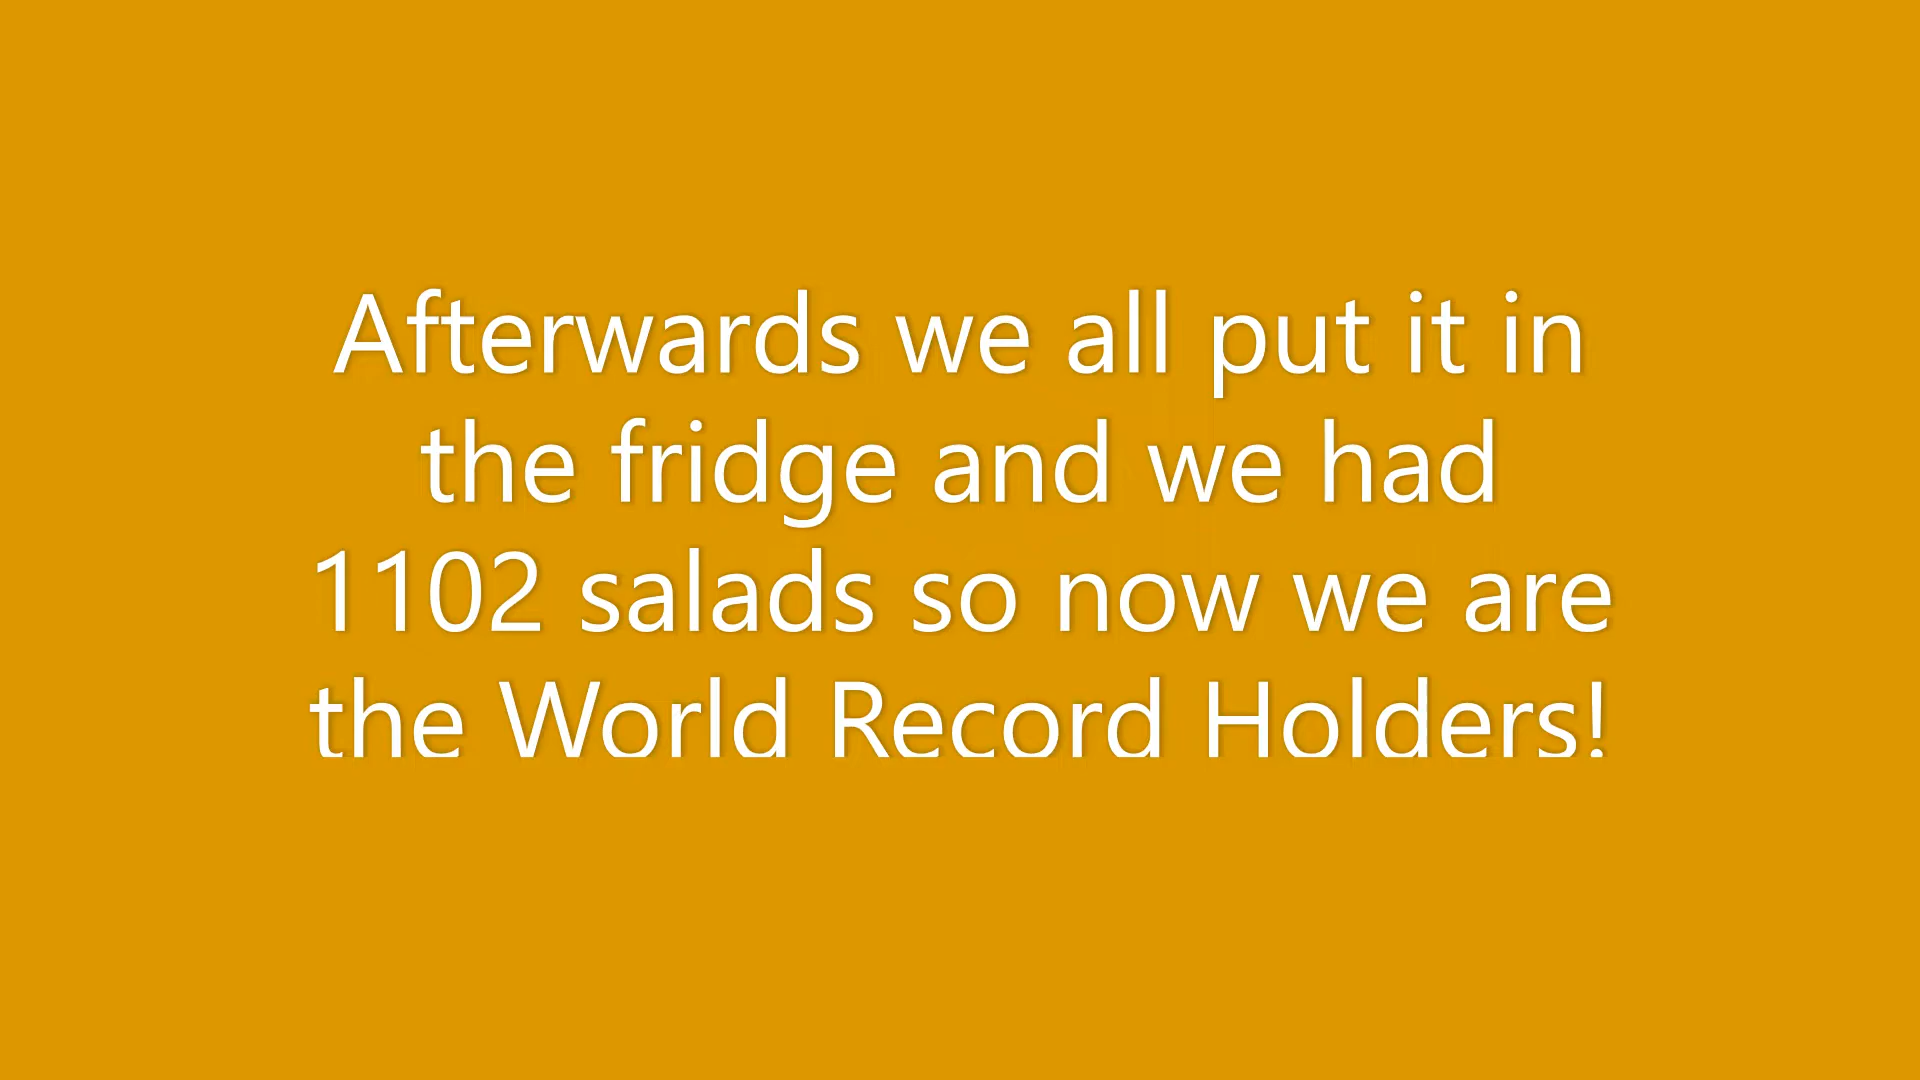 Afterwards we all put it in
the fridge and we had
1102 salads so now we are
the World Record Holders!